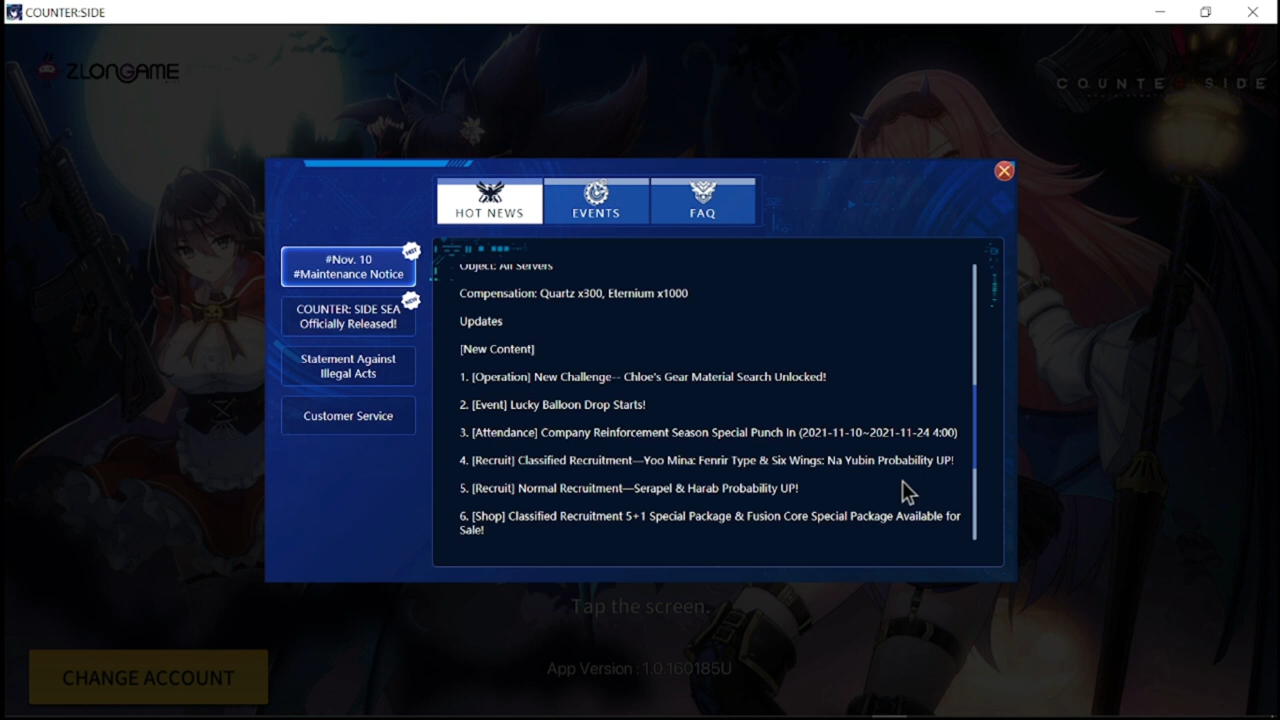 COUNTER:SIDE
ZLONGAME
COUNTER:SIDE
HOT NEWS
EVENTS
FAQ
HOT
#Nov. 10
#Maintenance Notice
NEW
COUNTER: SIDE SEA
Officially Released!
Statement Against
Illegal Acts
Customer Service
Object: All Servers
Compensation: Quartz x300, Eternium x1000
Updates
[New Content]
1. [Operation] New Challenge-- Chloe's Gear Material Search Unlocked!
2. [Event] Lucky Balloon Drop Starts!
3. [Attendance] Company Reinforcement Season Special Punch In (2021-11-10~2021-11-24 4:00)
4. [Recruit] Classified Recruitment—Yoo Mina: Fenrir Type & Six Wings: Na Yubin Probability UP!
5. [Recruit] Normal Recruitment—Serapel & Harab Probability UP!
6. [Shop] Classified Recruitment 5+1 Special Package & Fusion Core Special Package Available for
Sale!
Tap the screen.
App Version : 1.0.160185U
CHANGE ACCOUNT